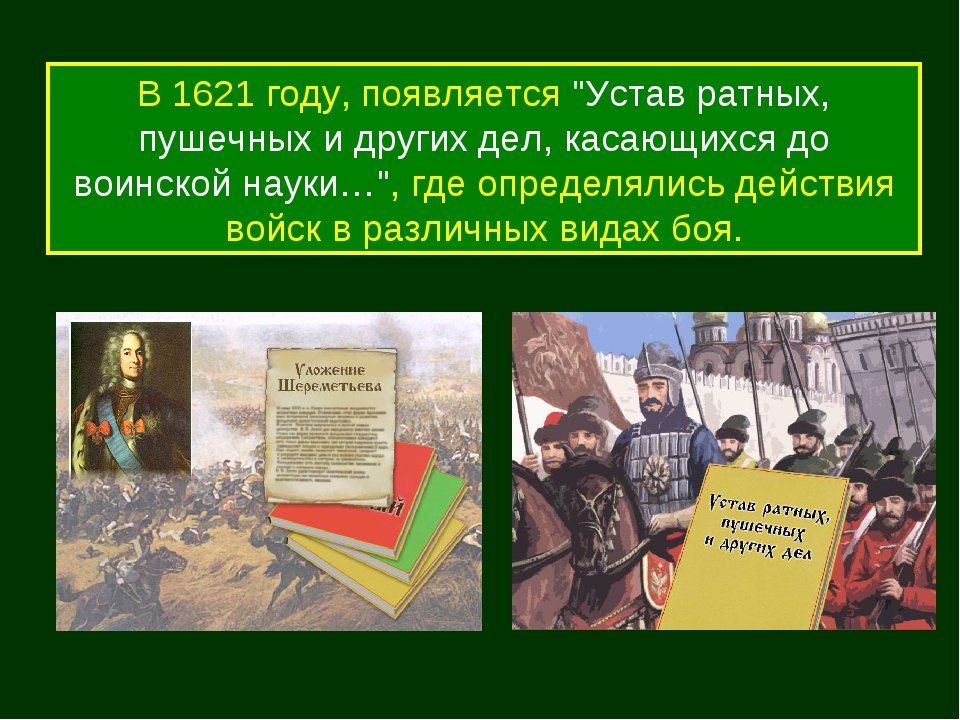 В 1621 году, появляется "Устав ратных,
пушечных и других дел, касающихся до
воинской науки…", где определялись действия
войск в различных видах боя.
Уложение
Шереметьева
Устав ратных,
пушечных
и других дел